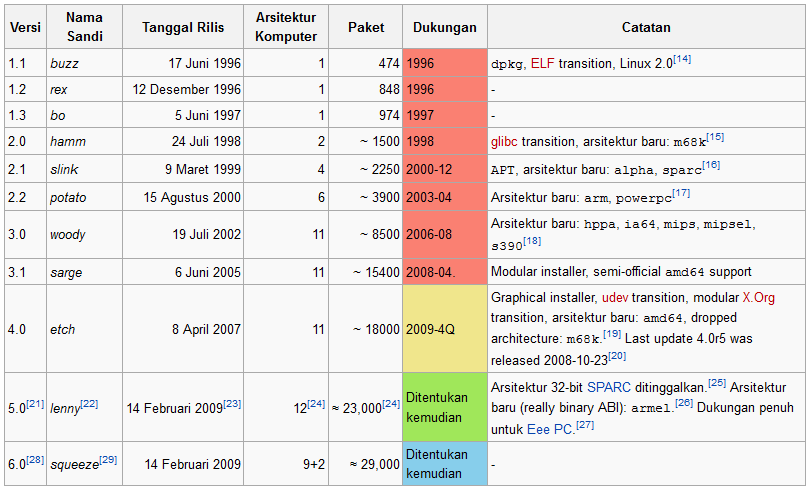 Versi Nama Sandi Tanggal Rilis Arsitektur Komputer Paket Dukungan Catatan
1.1 buzz 17 Juni 1996 1 474 1996 dpkg, ELF transition, Linux 2.0[14]
1.2 rex 12 Desember 1996 1 848 1996 -
1.3 bo 5 Juni 1997 1 974 1997 -
2.0 hamm 24 Juli 1998 2 ~ 1500 1998 glibc transition, arsitektur baru: m68k[15]
2.1 slink 9 Maret 1999 4 ~ 2250 2000-12 APT, arsitektur baru: alpha, sparc[16]
2.2 potato 15 Agustus 2000 6 ~ 3900 2003-04 Arsitektur baru: arm, powerpc[17]
3.0 woody 19 Juli 2002 11 ~ 8500 2006-08 Arsitektur baru: hppa, ia64, mips, mipsel,
s390[18]
3.1 sarge 6 Juni 2005 11 ~ 15400 2008-04. Modular installer, semi-official amd64 support
4.0 etch 8 April 2007 11 ~ 18000 2009-4Q Graphical installer, udev transition, modular X.Org
transition, arsitektur baru: amd64, dropped
architecture: m68k.[19] Last update 4.0r5 was
released 2008-10-23[20]
5.0[21] lenny[22] 14 Februari 2009[23] 12[24] ≈ 23,000[24] Ditentukan kemudian Arsitektur 32-bit SPARC ditinggalkan.[25] Arsitektur
baru (really binary ABI): armel.[26] Dukungan penuh
untuk Eee PC.[27]
6.0[28] squeeze[29] 14 Februari 2009 9+2 ≈ 29,000 Ditentukan kemudian -